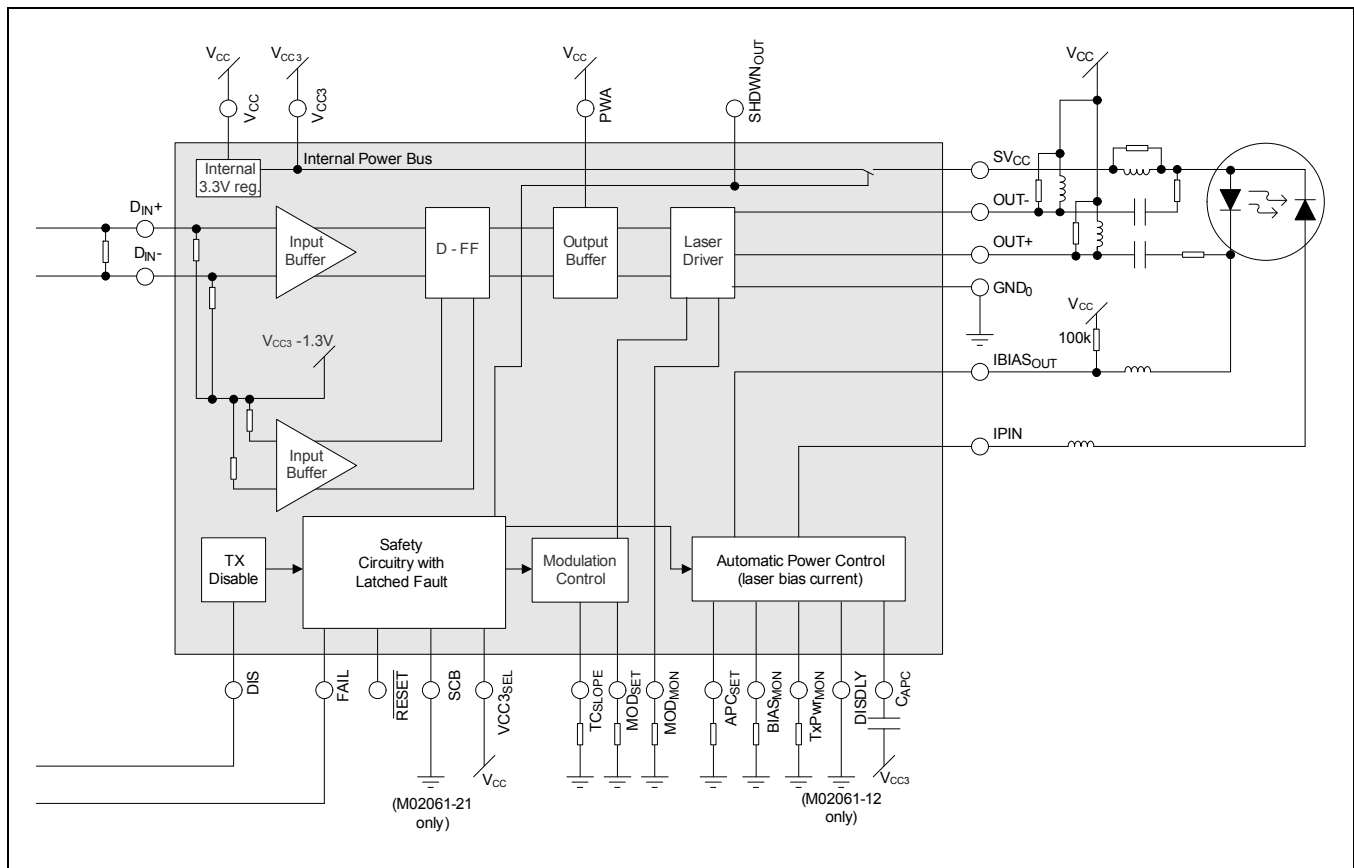 VCC
VCC3
VCC
VCC
VCC
VCC3
PWA
SHDWNOUT
Internal Power Bus
Internal
3.3V reg.
SVCC
DIN+
OUT-
Input
Buffer
D - FF
Output
Buffer
Laser
Driver
DIN-
OUT+
GND0
VCC
VCC3 -1.3V
100k
IBIASOUT
Input
Buffer
IPIN
TX
Disable
Safety
Circuitry with
Latched Fault
Modulation
Control
Automatic Power Control
(laser bias current)
DIS
FAIL
RESET
SCB
VCC3SEL
TCSLOPE
MODSET
MODMON
APCSET
BIASMON
TxPwrMON
DISDLY
CAPC
VCC
VCC3
(M02061-21
only)
(M02061-12
only)